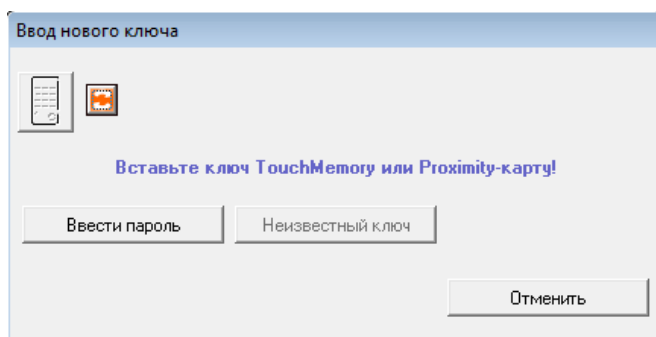 Ввод нового ключа
Вставьте ключ TouchMemory или Proximity-карту!
Ввести пароль
Неизвестный ключ
Отменить